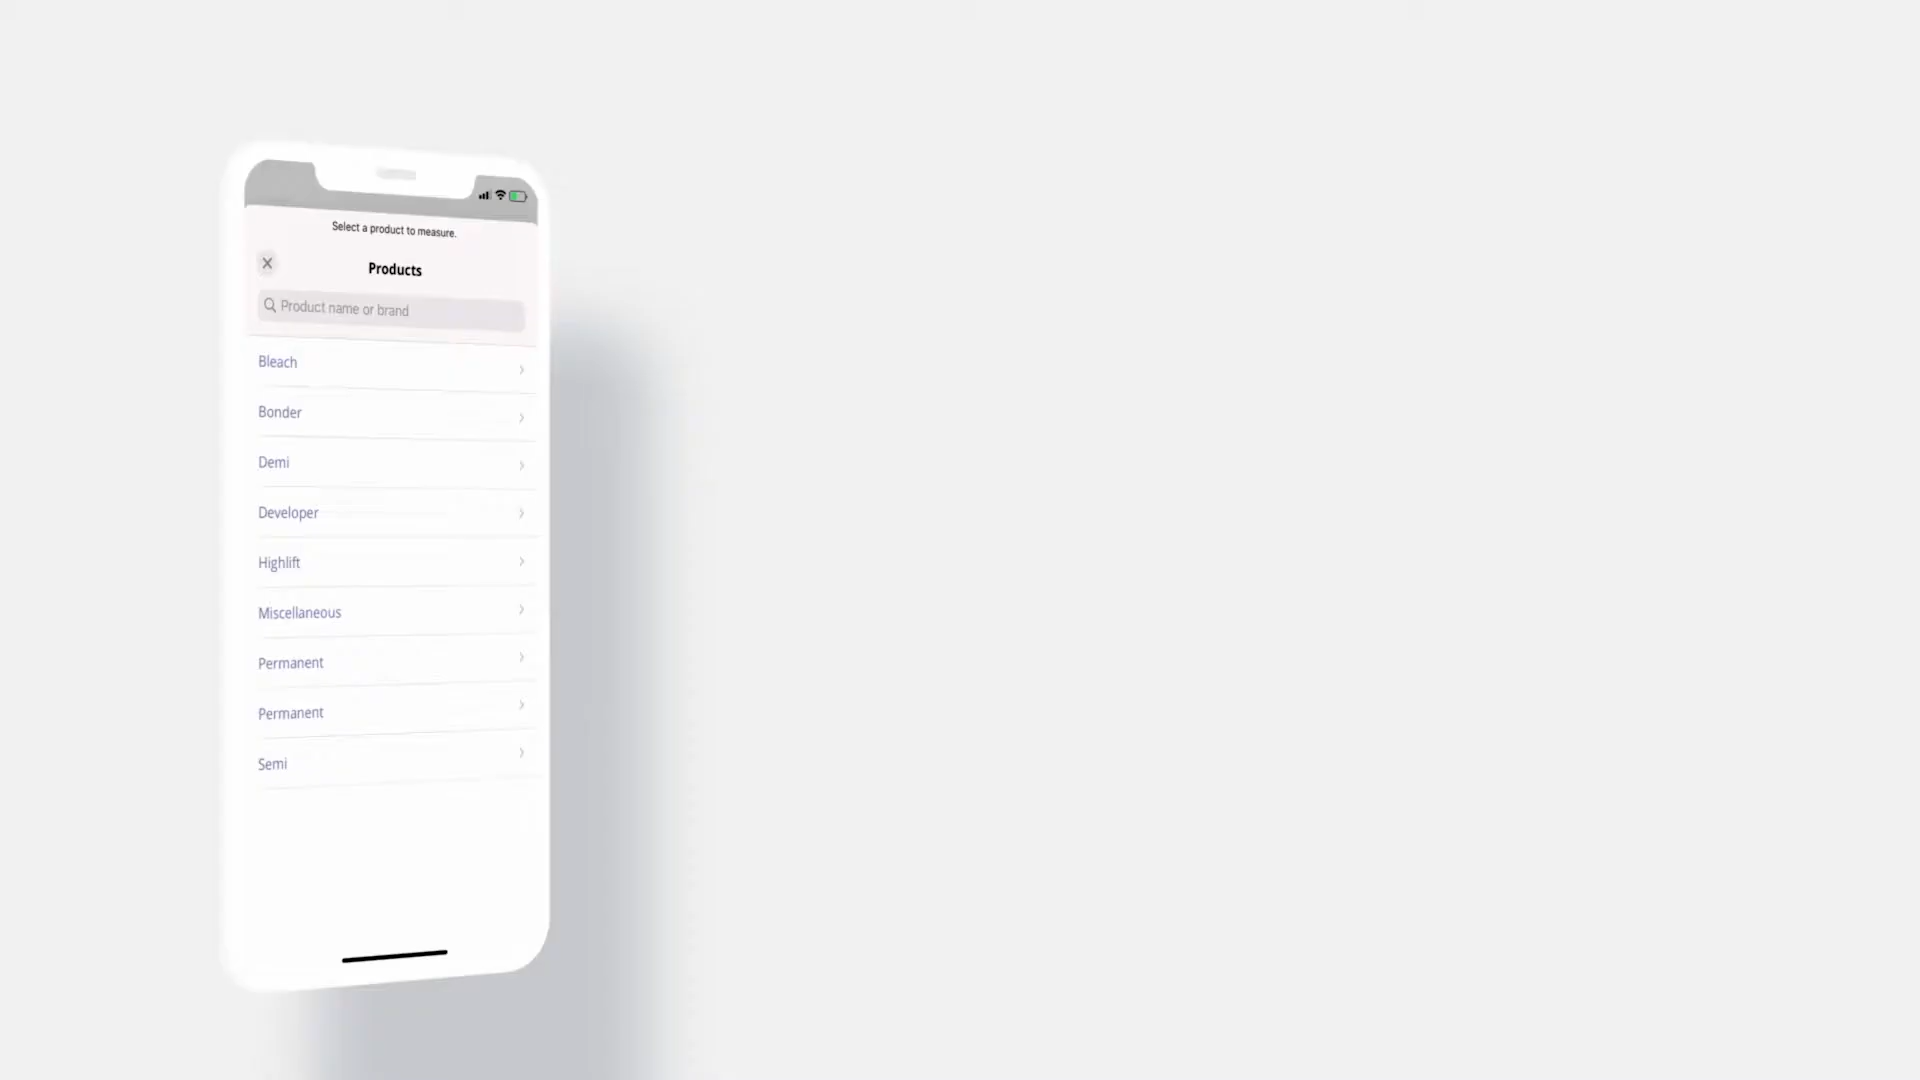 Select a product to measure.
Products
Product name or brand
Bleach
Bonder
Demi
Developer
Highlift
Miscellaneous
Permanent
Permanent
Semi